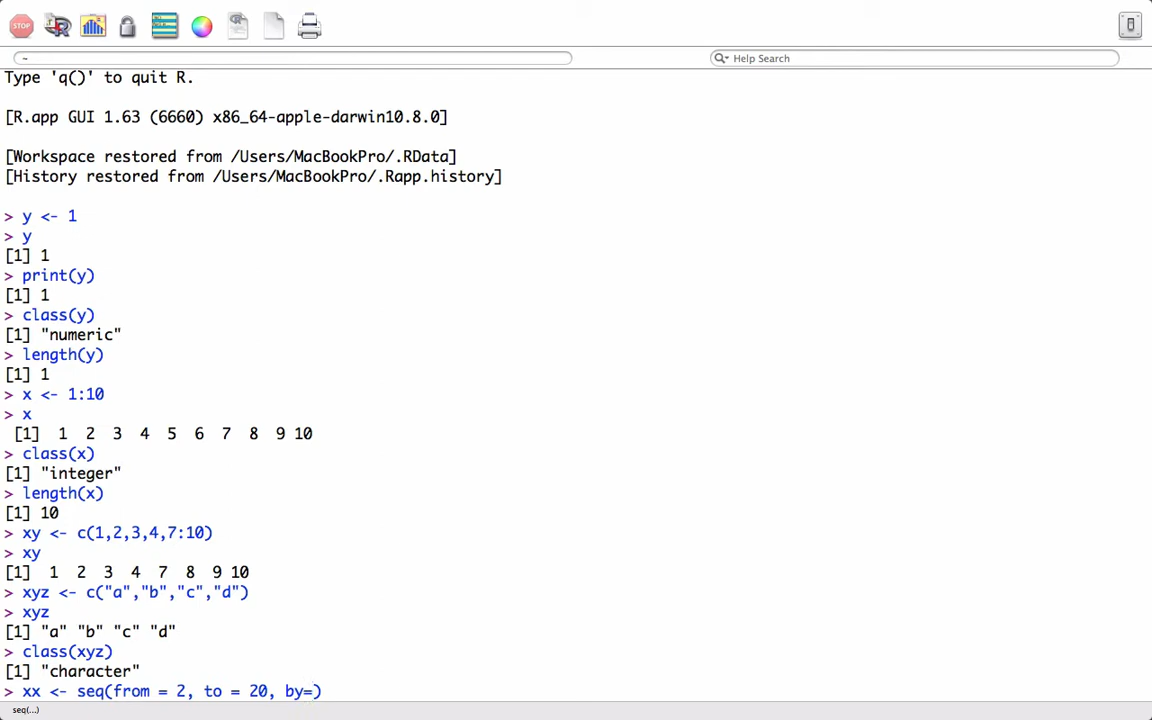 STOP
~
Help Search
Type 'q()' to quit R.
[R.app GUI 1.63 (6660) x86_64-apple-darwin10.8.0]
[Workspace restored from /Users/MacBookPro/.RData]
[History restored from /Users/MacBookPro/.Rapp.history]
> y <- 1
> y
[1] 1
> print(y)
[1] 1
> class(y)
[1] "numeric"
> length(y)
[1] 1
> x <- 1:10
> x
 [1]  1  2  3  4  5  6  7  8  9 10
> class(x)
[1] "integer"
> length(x)
[1] 10
> xy <- c(1,2,3,4,7:10)
> xy
[1]  1  2  3  4  7  8  9 10
> xyz <- c("a","b","c","d")
> xyz
[1] "a" "b" "c" "d"
> class(xyz)
[1] "character"
> xx <- seq(from = 2, to = 20, by=)
seq(...)